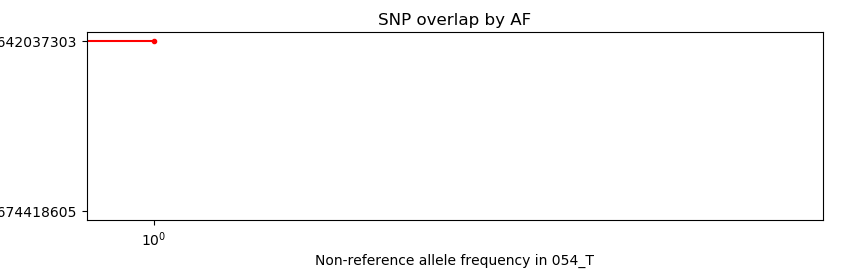 SNP overlap by AF
642037303
674418605
10⁰
Non-reference allele frequency in 054_T